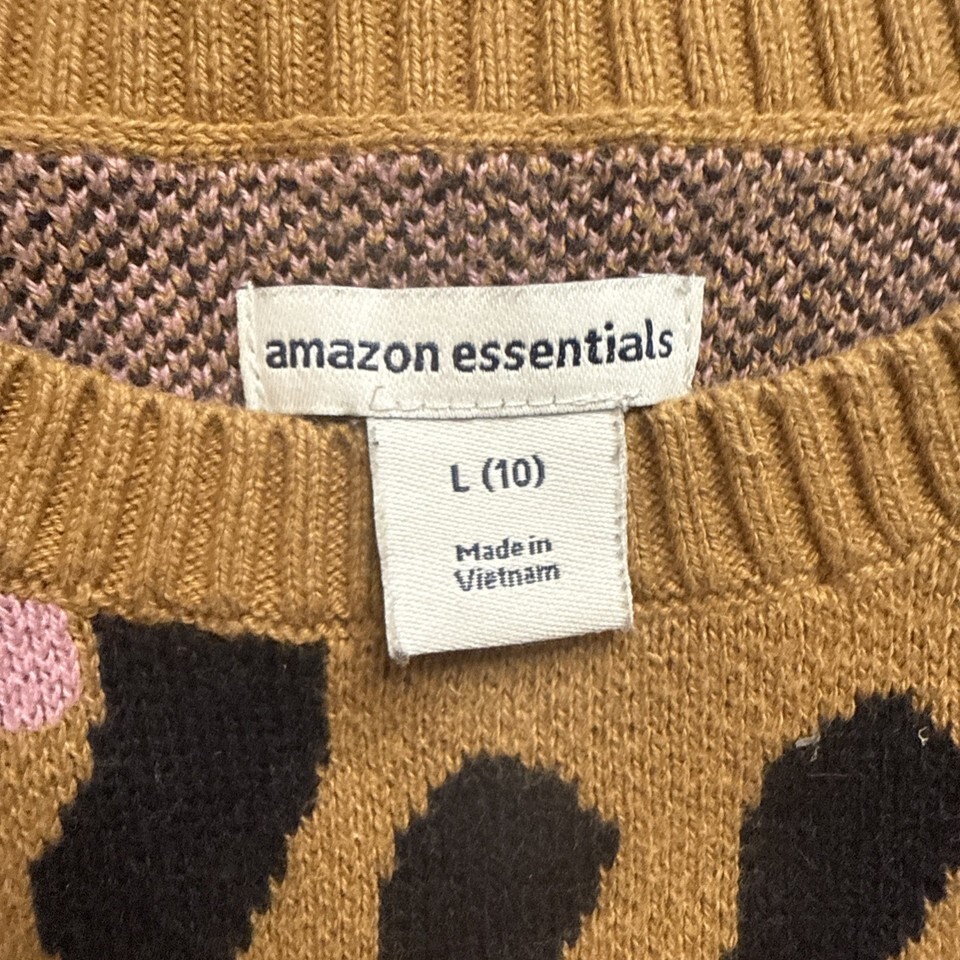 amazon essentials
L (10)
Made in
Vietnam